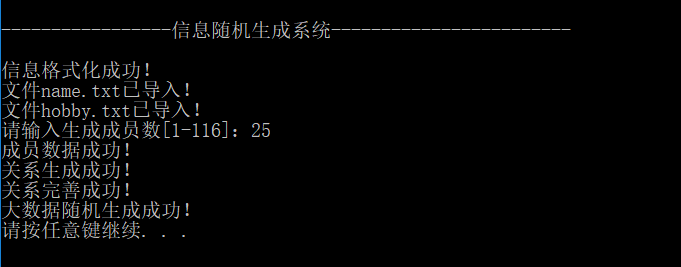 -----------------信息随机生成系统------------------------
信息格式化成功!
文件name.txt已导入!
文件hobby.txt已导入!
请输入生成成员数[1-116]: 25
成员数据成功!
关系生成成功!
关系完善成功!
大数据随机生成成功!
请按任意键继续. . .